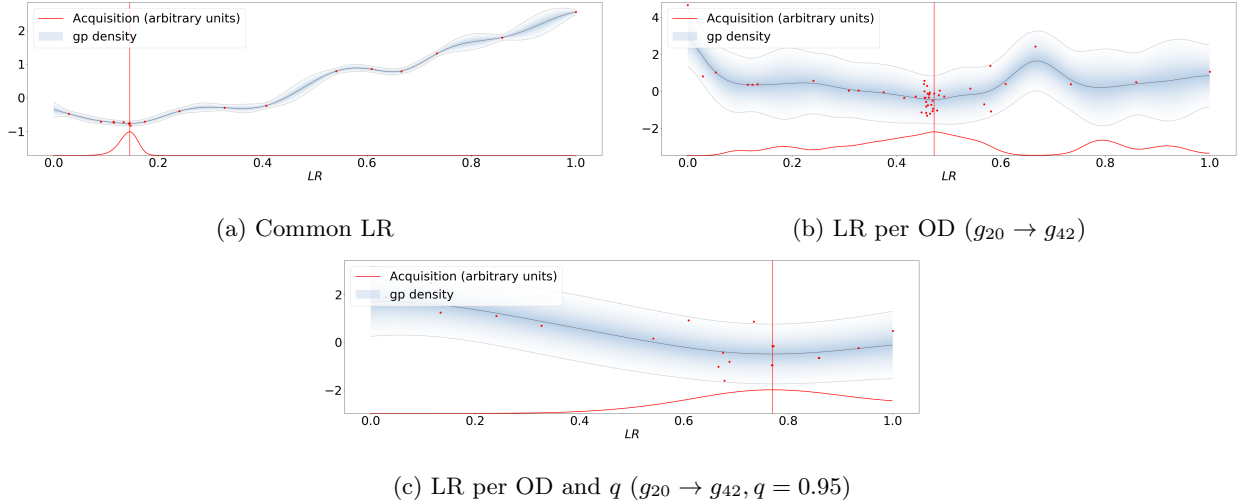 Acquisition (arbitrary units)
gp density
2
1
0
−1
0.0 0.2 0.4 0.6 0.8 1.0
LR
(a) Common LR
Acquisition (arbitrary units)
gp density
4
2
0
−2
0.0 0.2 0.4 0.6 0.8 1.0
LR
(b) LR per OD (g₂₀ → g₄₂)
Acquisition (arbitrary units)
gp density
2
0
−2
0.0 0.2 0.4 0.6 0.8 1.0
LR
(c) LR per OD and q (g₂₀ → g₄₂, q = 0.95)